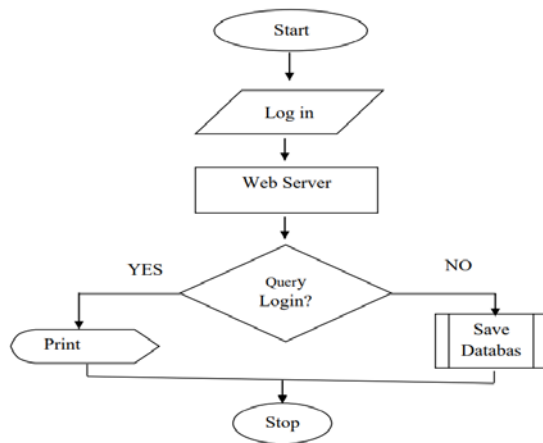 Start
Log in
Web Server
YES
Query
Login?
NO
Print
Save
Databas
Stop